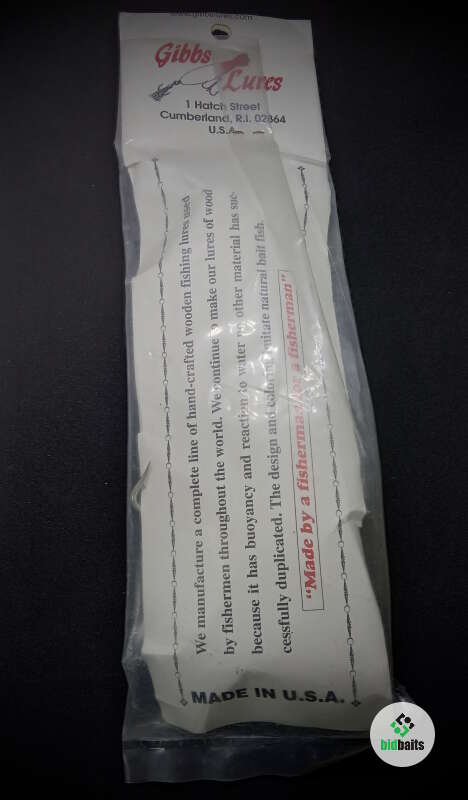 www.gibbslures.com
Gibbs
Lures
1 Hatch Street
Cumberland, R.I. 02864
U.S.A.
We manufacture a complete line of hand-crafted wooden fishing lures used
by fishermen throughout the world. We continue to make our lures of wood
because it has buoyancy and reaction to water no other material has suc-
cessfully duplicated. The design and colors imitate natural bait fish.
"Made by a fisherman for a fisherman"
MADE IN U.S.A.
bidbaits